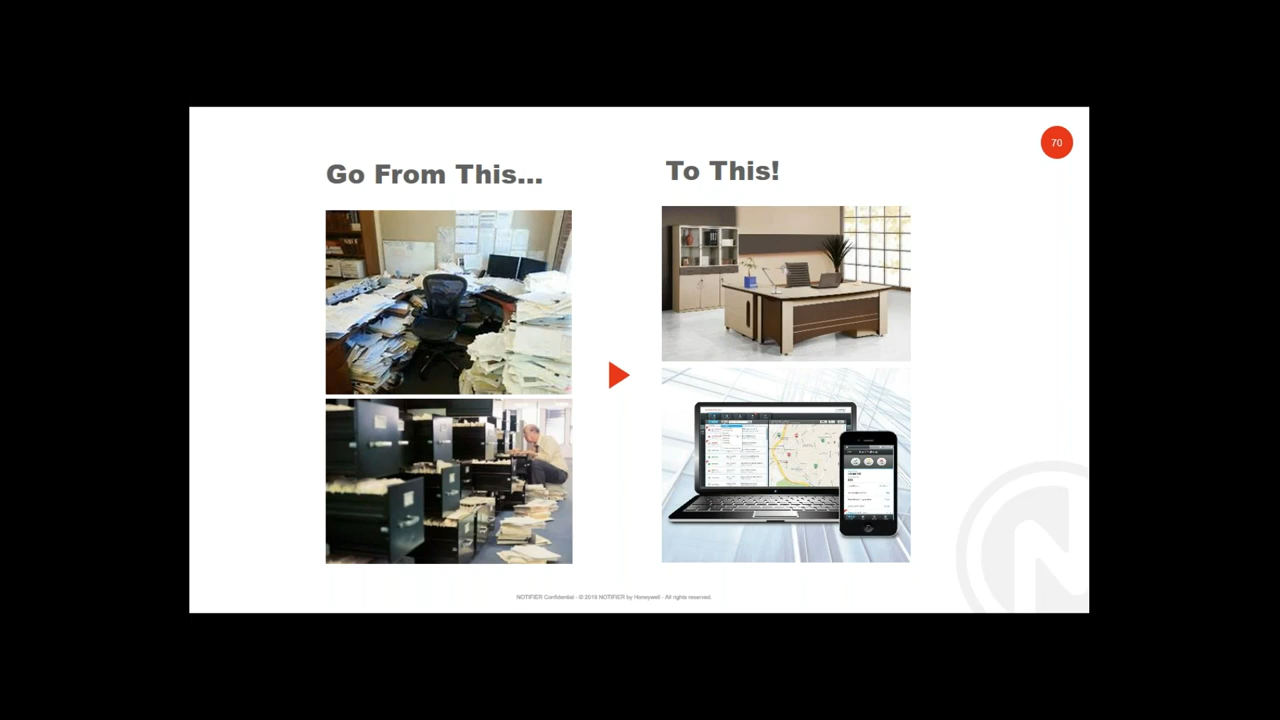 70
Go From This...
To This!
NOTIFIER Confidential - © 2019 NOTIFIER by Honeywell - All rights reserved.